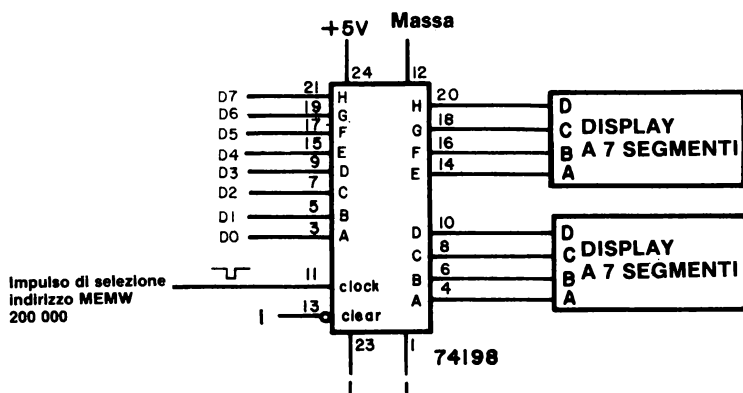 +5V
Massa
24
12
D7 21 H
D6 19 G
D5 17 F
D4 15 E
D3 9 D
D2 7 C
D1 5 B
D0 3 A
H 20 D
G 18 C
F 16 B
E 14 A
DISPLAY
A 7 SEGMENTI
D 10 D
C 8 C
B 6 B
A 4 A
DISPLAY
A 7 SEGMENTI
Impulso di selezione
indirizzo MEMW
200 000
11 clock
1 13 clear
23
1
74198
1
1